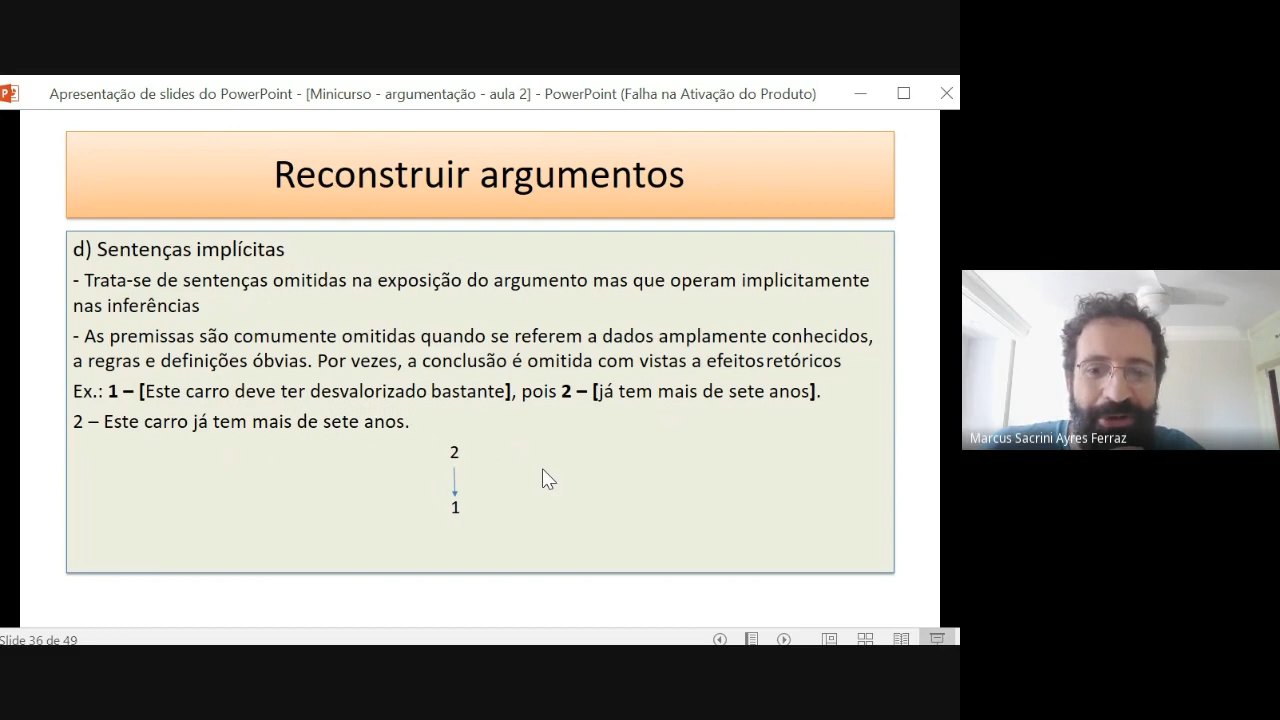 Apresentação de slides do PowerPoint - [Minicurso - argumentação - aula 2] - PowerPoint (Falha na Ativação do Produto)
Reconstruir argumentos
d) Sentenças implícitas
- Trata-se de sentenças omitidas na exposição do argumento mas que operam implicitamente
nas inferências
- As premissas são comumente omitidas quando se referem a dados amplamente conhecidos,
a regras e definições óbvias. Por vezes, a conclusão é omitida com vistas a efeitos retóricos
Ex.: 1 – [Este carro deve ter desvalorizado bastante], pois 2 – [já tem mais de sete anos].
2 – Este carro já tem mais de sete anos.
2
1
Marcus Sacrini Ayres Ferraz
Slide 36 de 49